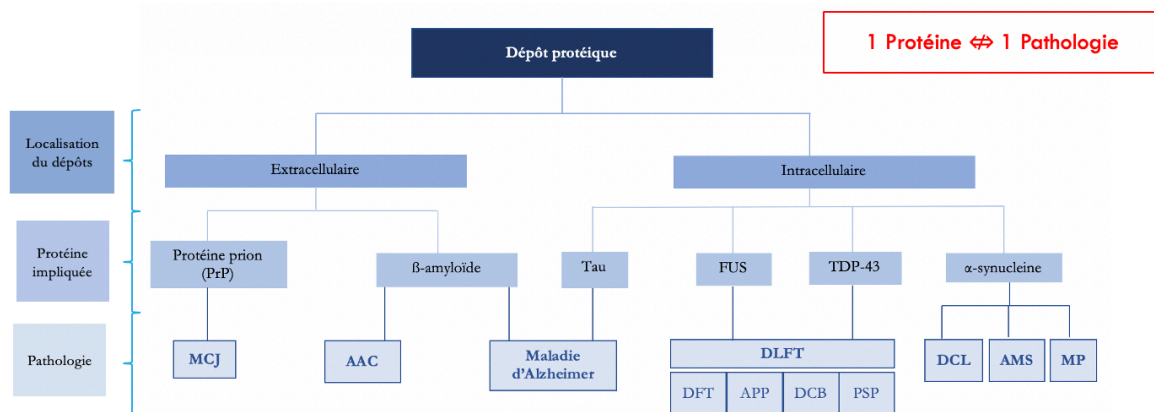 1 Protéine ⇎ 1 Pathologie
Dépôt protéique
Localisation
du dépôts
Extracellulaire
Intracellulaire
Protéine
impliquée
Protéine prion
(PrP)
ß-amyloïde
Tau
FUS
TDP-43
α-synucleine
Pathologie
MCJ
AAC
Maladie
d'Alzheimer
DLFT
DFT
APP
DCB
PSP
DCL
AMS
MP